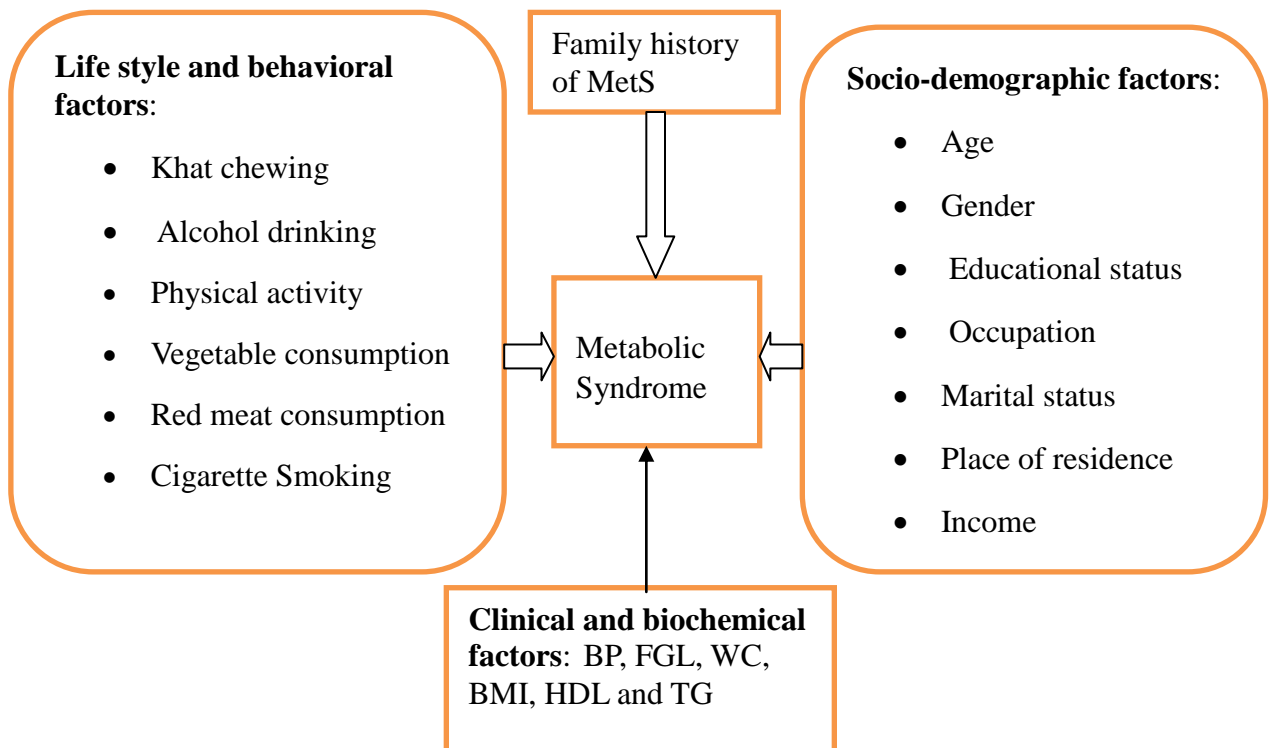 Life style and behavioral
factors:
• Khat chewing
• Alcohol drinking
• Physical activity
• Vegetable consumption
• Red meat consumption
• Cigarette Smoking
Family history
of MetS
Metabolic
Syndrome
Socio-demographic factors:
• Age
• Gender
• Educational status
• Occupation
• Marital status
• Place of residence
• Income
Clinical and biochemical
factors: BP, FGL, WC,
BMI, HDL and TG